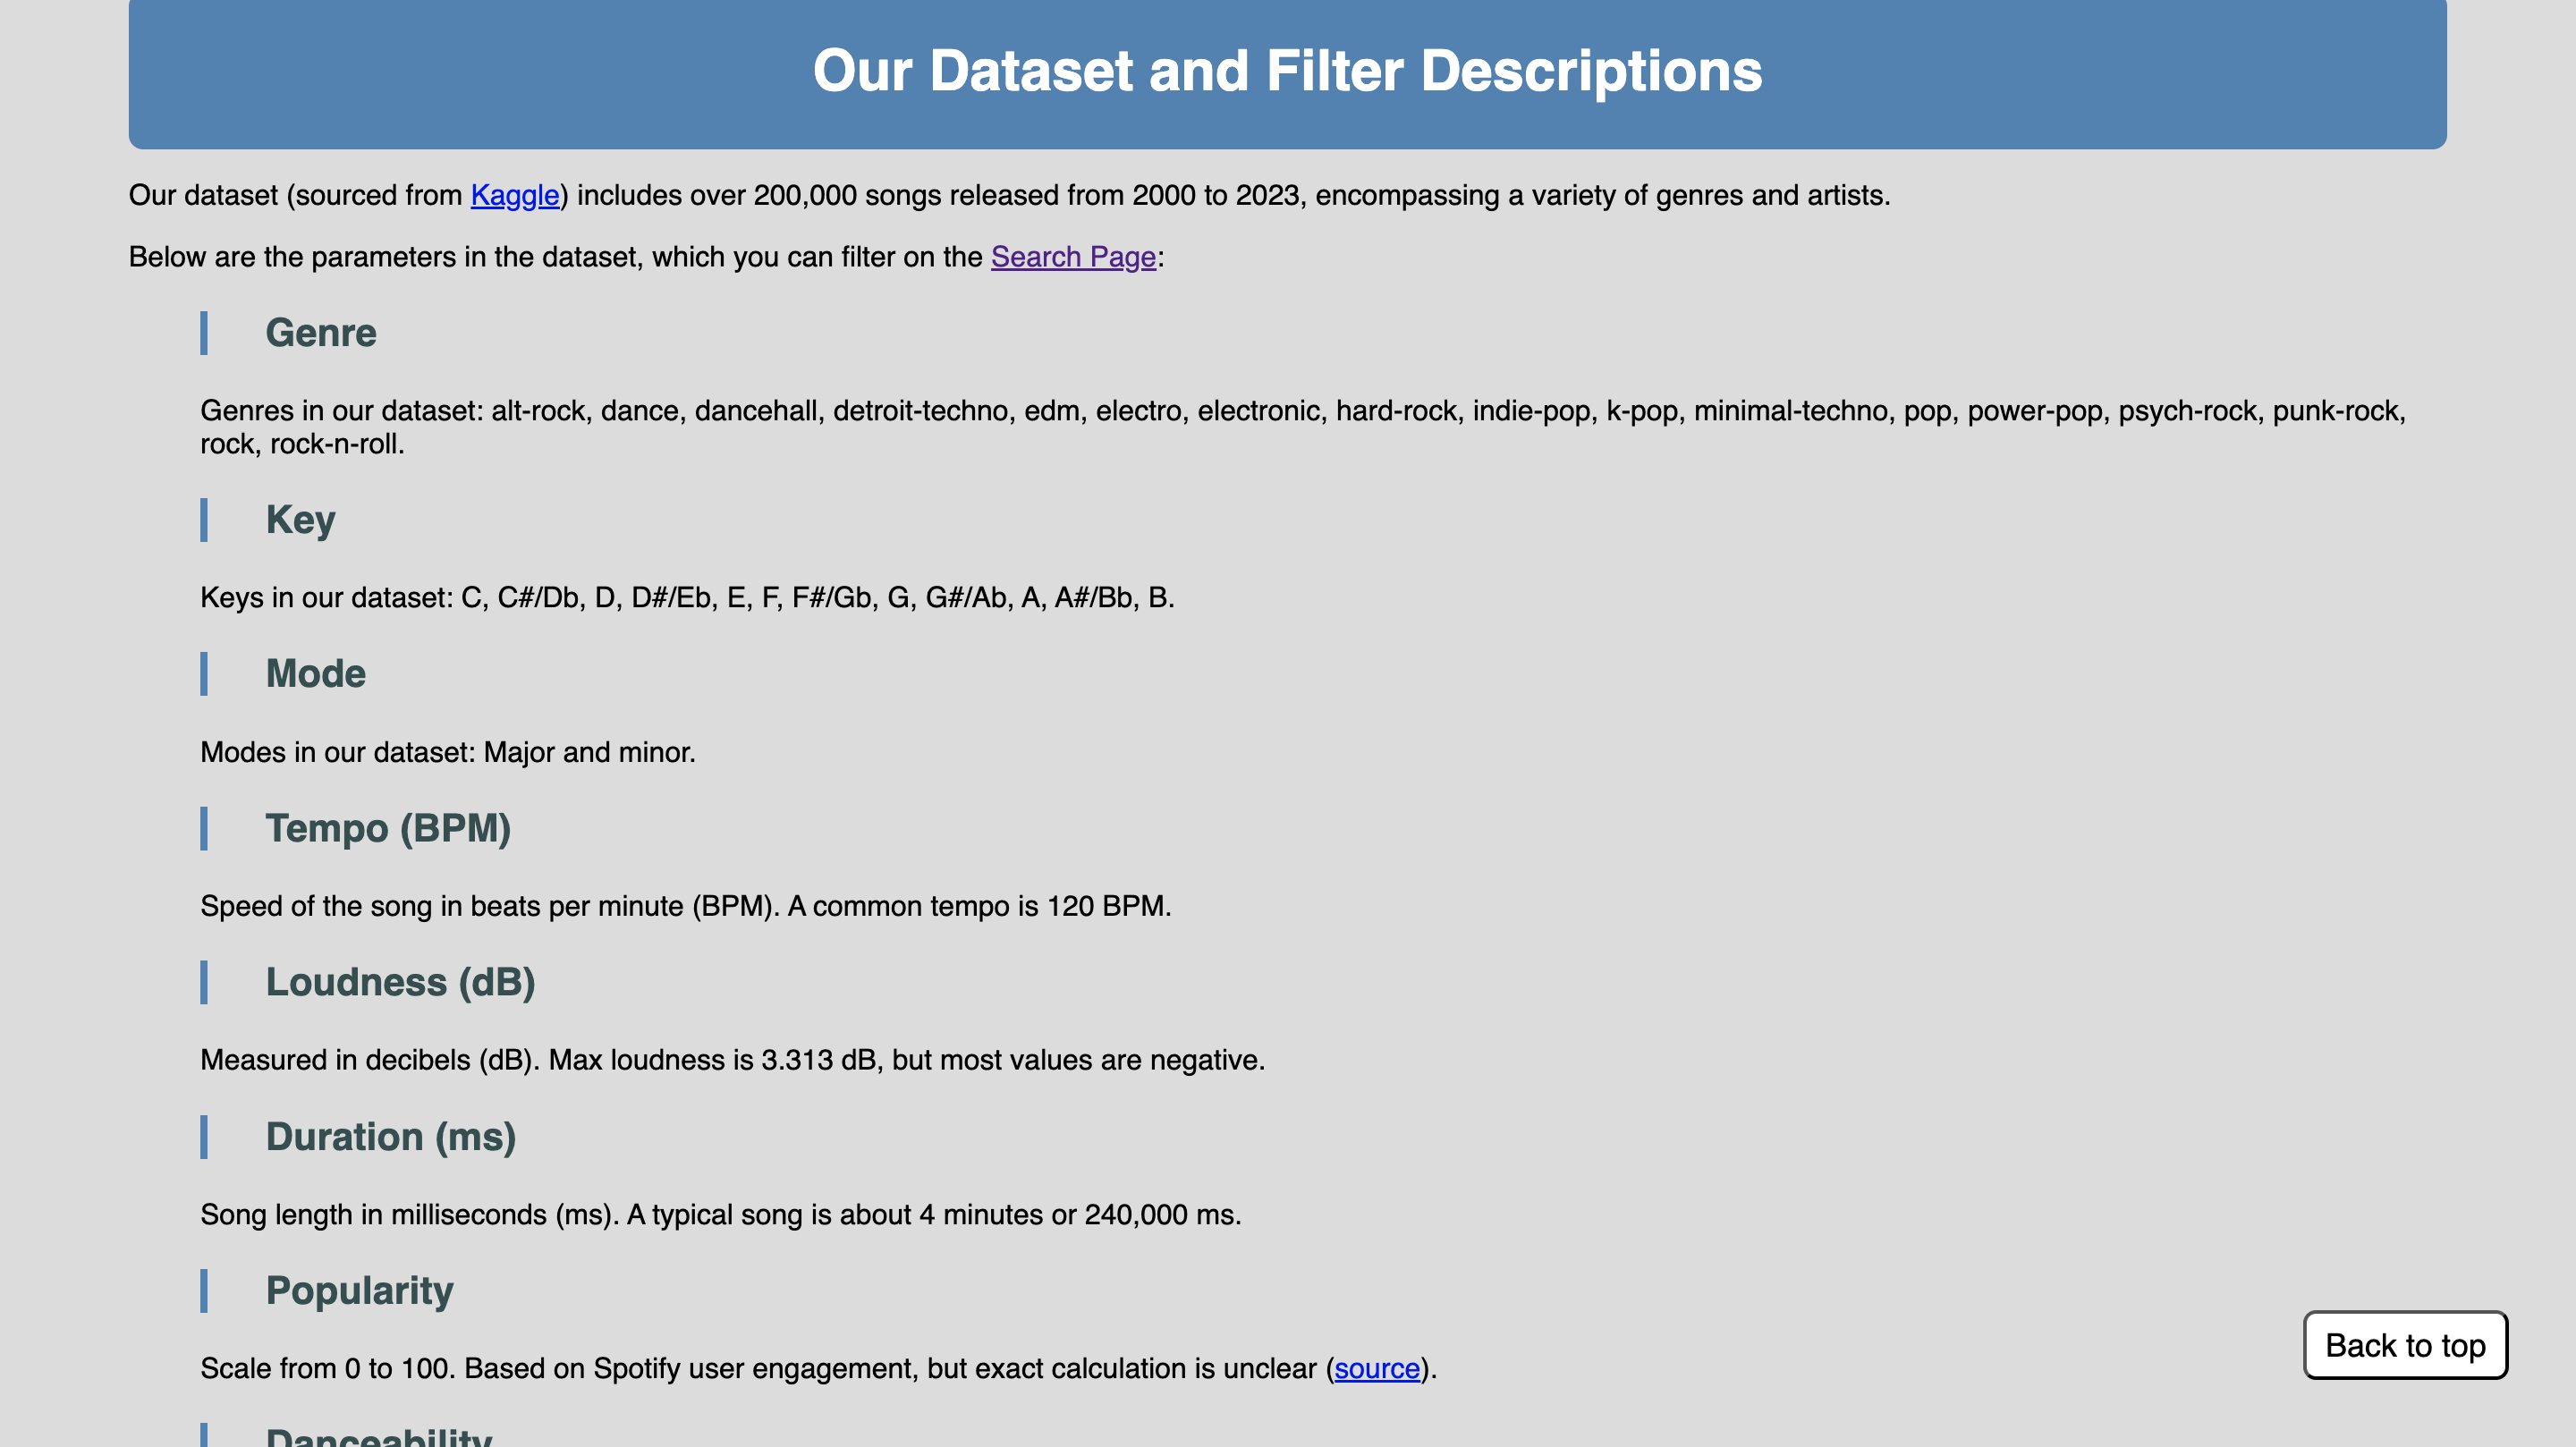 Our Dataset and Filter Descriptions
Our dataset (sourced from Kaggle) includes over 200,000 songs released from 2000 to 2023, encompassing a variety of genres and artists.
Below are the parameters in the dataset, which you can filter on the Search Page:
Genre
Genres in our dataset: alt-rock, dance, dancehall, detroit-techno, edm, electro, electronic, hard-rock, indie-pop, k-pop, minimal-techno, pop, power-pop, psych-rock, punk-rock,
rock, rock-n-roll.
Key
Keys in our dataset: C, C#/Db, D, D#/Eb, E, F, F#/Gb, G, G#/Ab, A, A#/Bb, B.
Mode
Modes in our dataset: Major and minor.
Tempo (BPM)
Speed of the song in beats per minute (BPM). A common tempo is 120 BPM.
Loudness (dB)
Measured in decibels (dB). Max loudness is 3.313 dB, but most values are negative.
Duration (ms)
Song length in milliseconds (ms). A typical song is about 4 minutes or 240,000 ms.
Popularity
Back to top
Scale from 0 to 100. Based on Spotify user engagement, but exact calculation is unclear (source).
Danceability